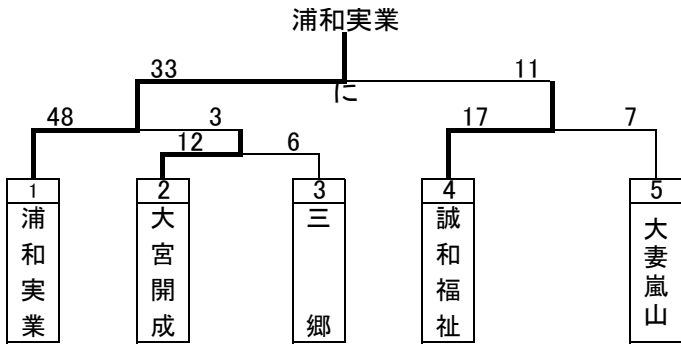 浦和実業
33 11
に
48 3 17 7
12 6
1 2 3 4 5
浦和実業
大宮開成
三郷
誠和福祉
大妻嵐山